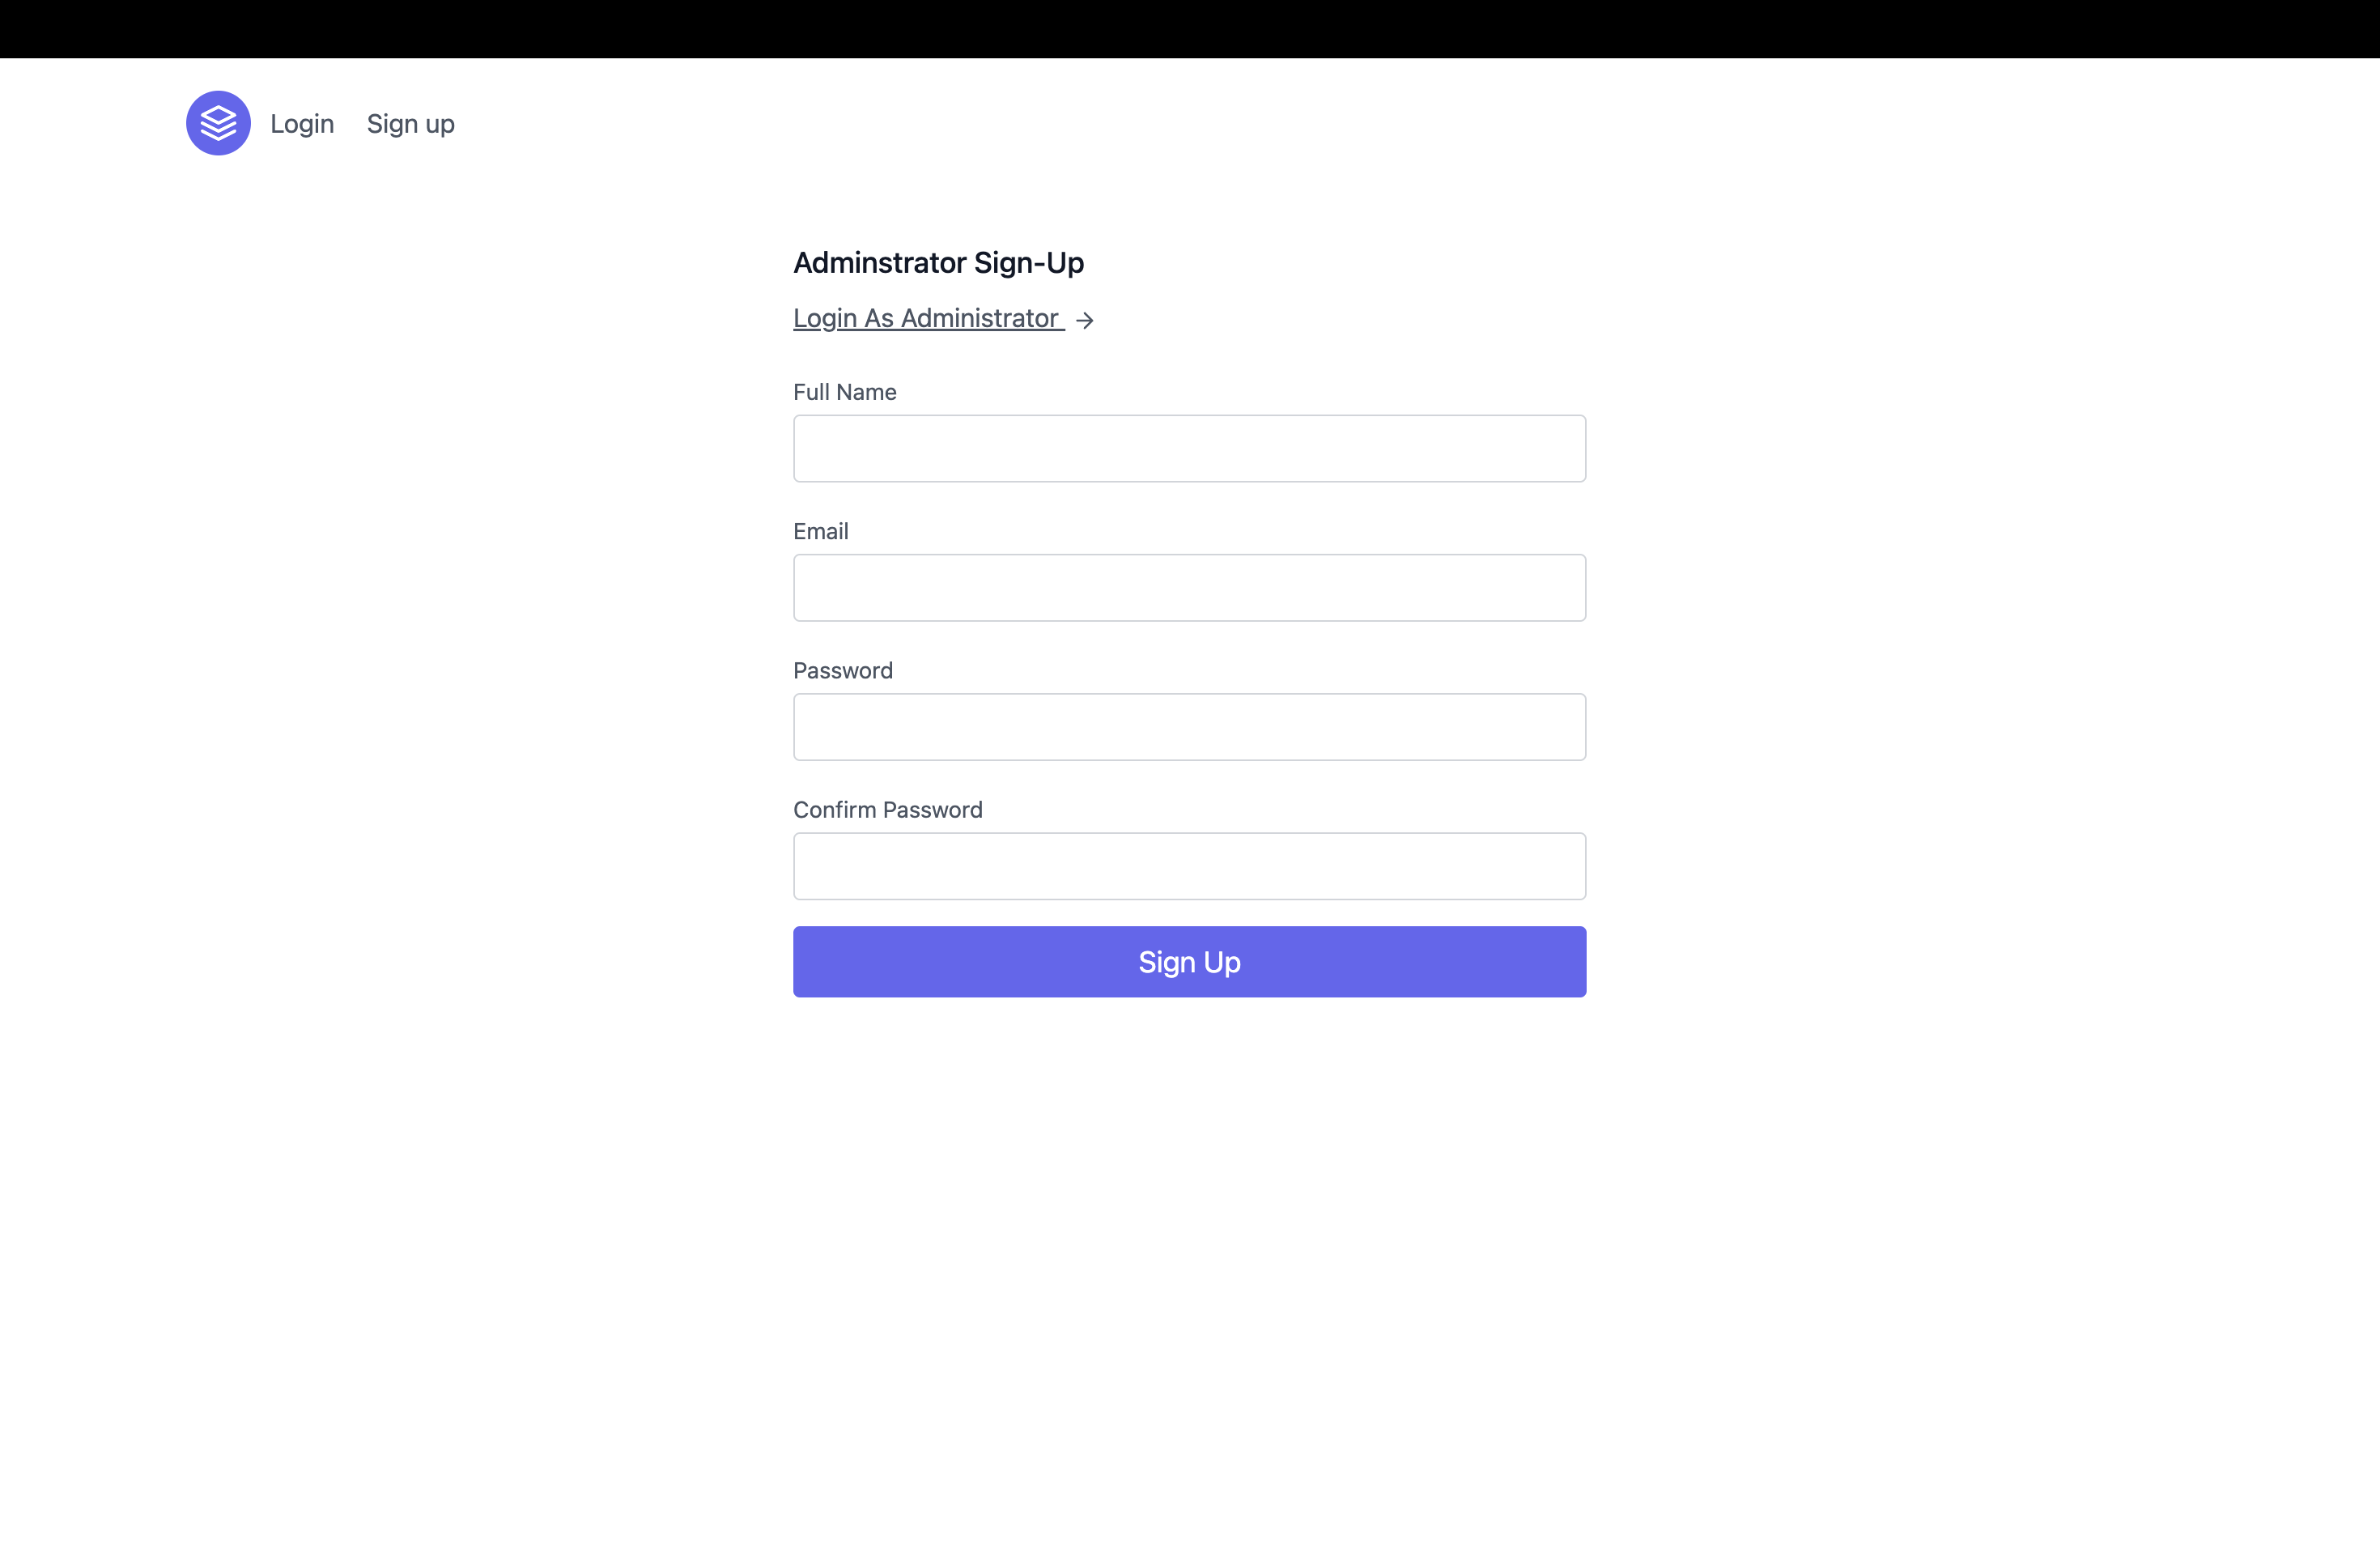 Login Sign up
Adminstrator Sign-Up
Login As Administrator →
Full Name
Email
Password
Confirm Password
Sign Up